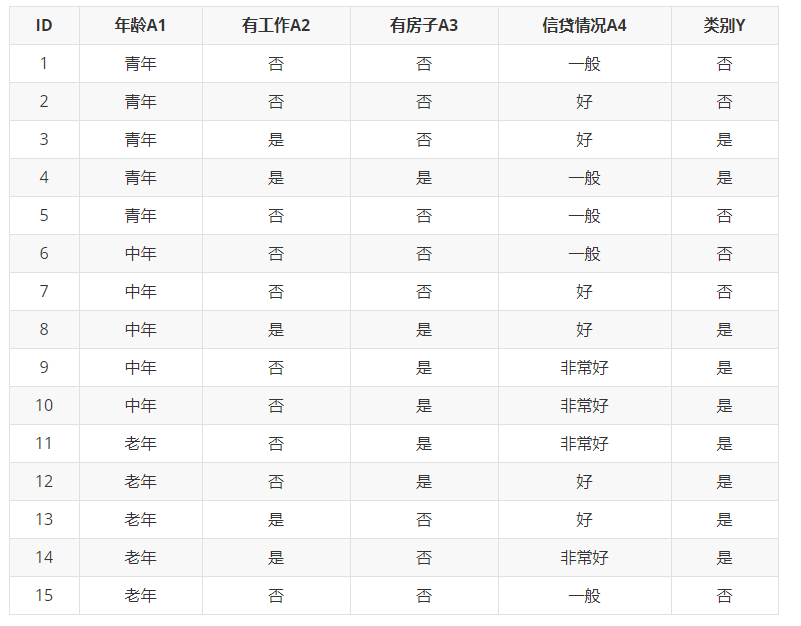 ID 年龄A1 有工作A2 有房子A3 信贷情况A4 类别Y
1 青年 否 否 一般 否
2 青年 否 否 好 否
3 青年 是 否 好 是
4 青年 是 是 一般 是
5 青年 否 否 一般 否
6 中年 否 否 一般 否
7 中年 否 否 好 否
8 中年 是 是 好 是
9 中年 否 是 非常好 是
10 中年 否 是 非常好 是
11 老年 否 是 非常好 是
12 老年 否 是 好 是
13 老年 是 否 好 是
14 老年 是 否 非常好 是
15 老年 否 否 一般 否